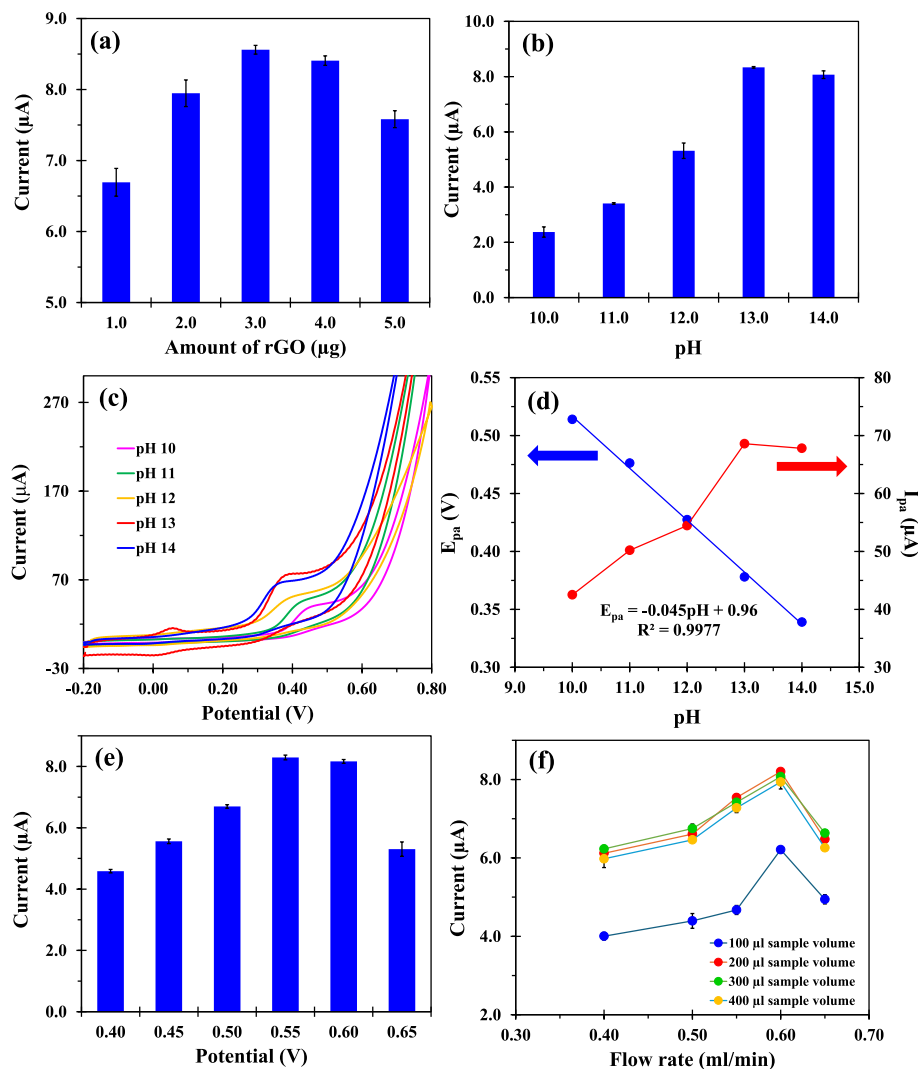 (a)
9.0
8.0
7.0
6.0
5.0
Current (µA)
1.0 2.0 3.0 4.0 5.0
Amount of rGO (µg)
(b)
10.0
8.0
6.0
4.0
2.0
0.0
Current (µA)
10.0 11.0 12.0 13.0 14.0
pH
(c)
270
170
70
-30
Current (µA)
pH 10
pH 11
pH 12
pH 13
pH 14
-0.20 0.00 0.20 0.40 0.60 0.80
Potential (V)
(d)
0.55
0.50
0.45
0.40
0.35
0.30
Epa (V)
80
70
60
50
40
30
Ipa (µA)
Epa = -0.045pH + 0.96
R² = 0.9977
9.0 10.0 11.0 12.0 13.0 14.0 15.0
pH
(e)
10.0
8.0
6.0
4.0
2.0
0.0
Current (µA)
0.40 0.45 0.50 0.55 0.60 0.65
Potential (V)
(f)
8.0
6.0
4.0
2.0
Current (µA)
100 µl sample volume
200 µl sample volume
300 µl sample volume
400 µl sample volume
0.30 0.40 0.50 0.60 0.70
Flow rate (ml/min)